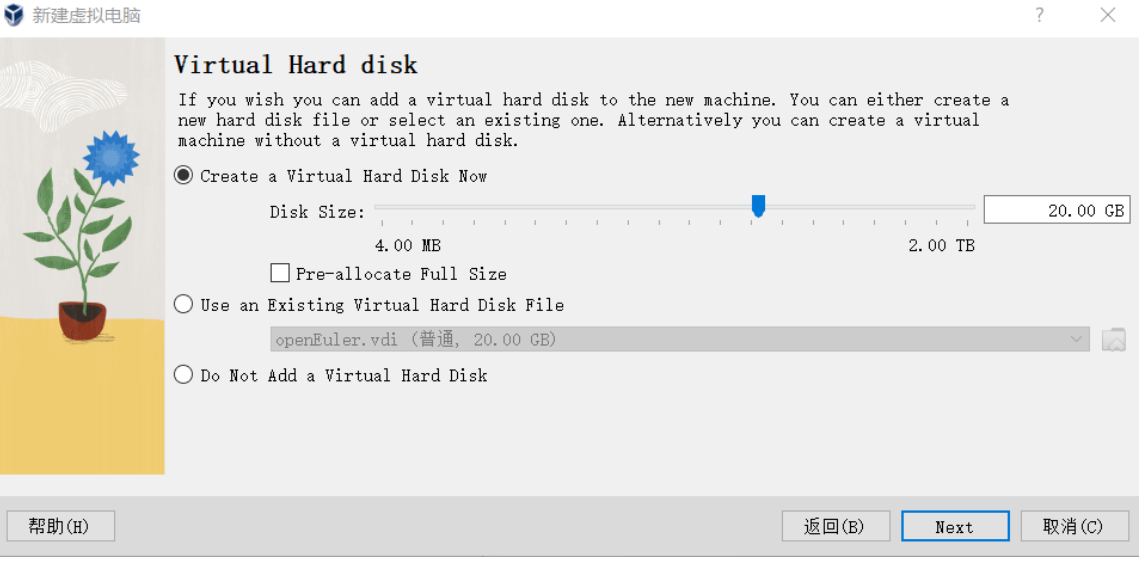 新建虚拟电脑
?
Virtual Hard disk
If you wish you can add a virtual hard disk to the new machine. You can either create a
new hard disk file or select an existing one. Alternatively you can create a virtual
machine without a virtual hard disk.
Create a Virtual Hard Disk Now
Disk Size: 20.00 GB
4.00 MB 2.00 TB
Pre-allocate Full Size
Use an Existing Virtual Hard Disk File
openEuler.vdi (普通, 20.00 GB)
Do Not Add a Virtual Hard Disk
帮助(H) 返回(B) Next 取消(C)